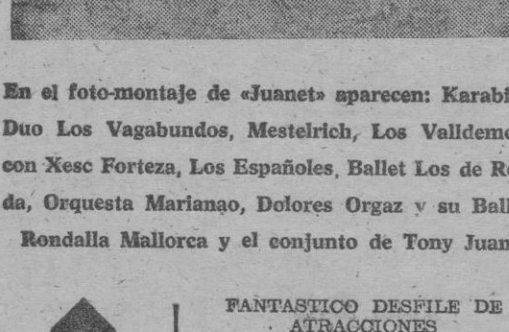 En el foto-montaje de «Juanet» aparecen: Karabi
Duo Los Vagabundos, Mestelrich, Los Valldemo
con Xesc Forteza, Los Españoles, Ballet Los de Ro
da, Orquesta Marianao, Dolores Orgaz y su Ball
Rondalla Mallorca y el conjunto de Tony Juan
FANTASTICO DESFILE DE
ATRACCIONES